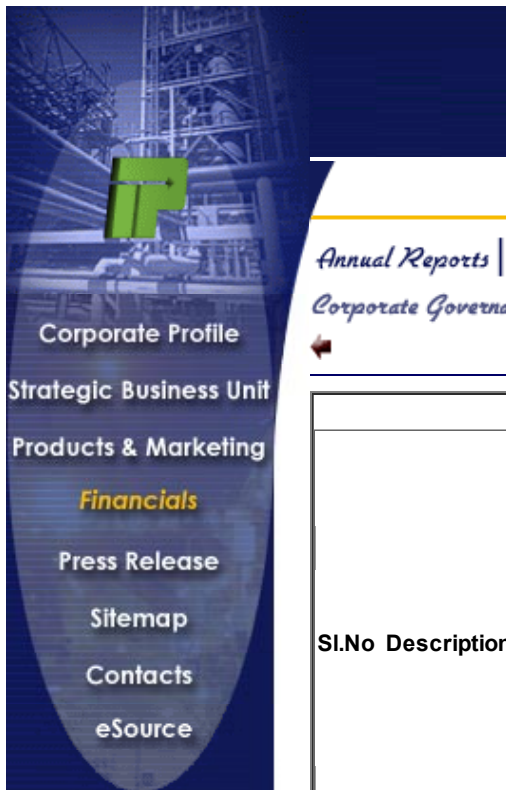 Corporate Profile
Strategic Business Unit
Products & Marketing
Financials
Press Release
Sitemap
Contacts
eSource
Annual Reports |
Corporate Governa
Sl.No Description